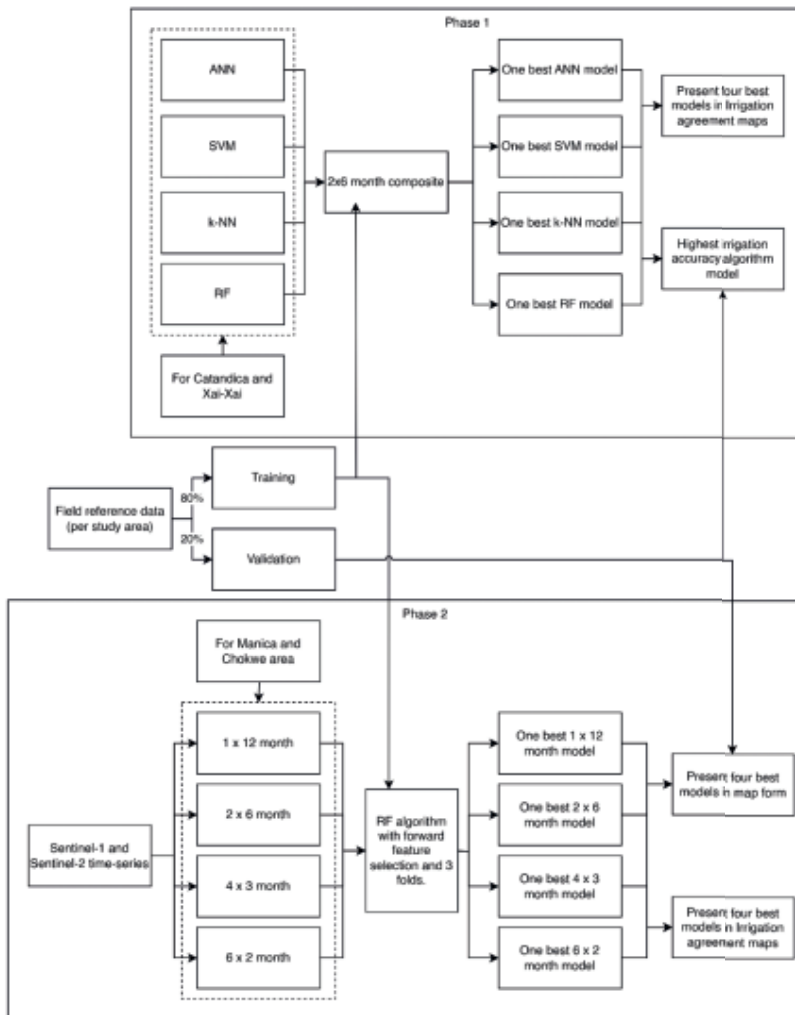 Phase 1
ANN
SVM
k-NN
RF
For Catandica and
Xai-Xai
2x6 month composite
One best ANN model
One best SVM model
One best k-NN model
One best RF model
Present four best
models in Irrigation
agreement maps
Highest irrigation
accuracy algorithm
model
Field reference data
(per study area)
80%
20%
Training
Validation
Phase 2
For Manica and
Chokwe area
Sentinel-1 and
Sentinel-2 time-series
1 x 12 month
2 x 6 month
4 x 3 month
6 x 2 month
RF algorithm
with forward
feature
selection and 3
folds.
One best 1 x 12
month model
One best 2 x 6
month model
One best 4 x 3
month model
One best 6 x 2
month model
Present four best
models in map form
Present four best
models in Irrigation
agreement maps